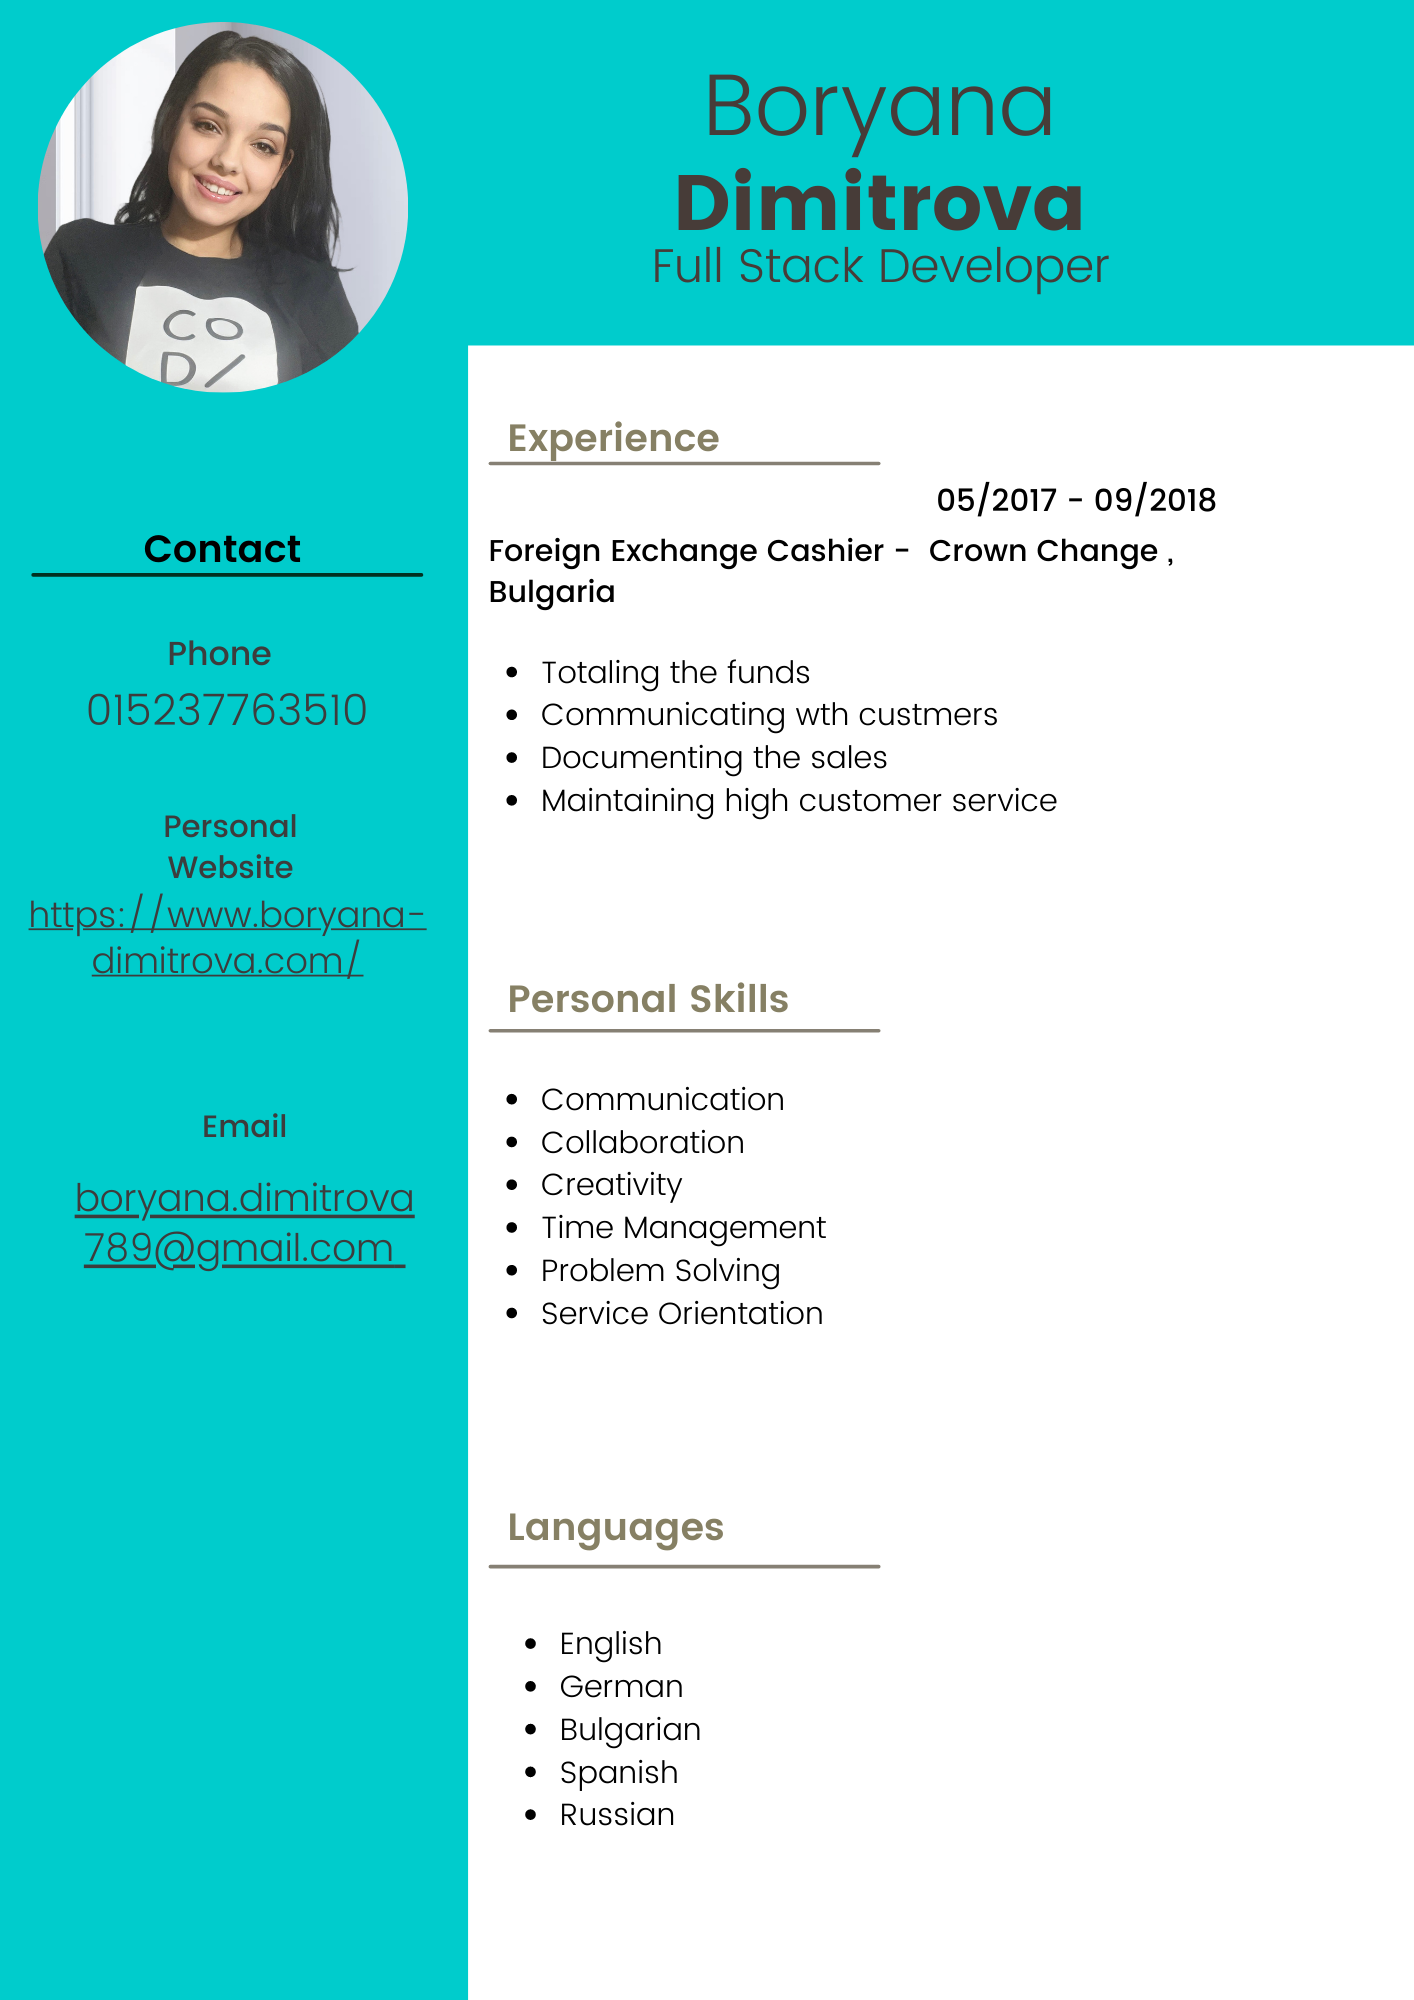 Boryana
Dimitrova
Full Stack Developer
CO
D/
Contact
Phone
015237763510
Personal
Website
https://www.boryana-
dimitrova.com/
Email
boryana.dimitrova
789@gmail.com
Experience
05/2017 - 09/2018
Foreign Exchange Cashier - Crown Change ,
Bulgaria
• Totaling the funds
• Communicating wth custmers
• Documenting the sales
• Maintaining high customer service
Personal Skills
• Communication
• Collaboration
• Creativity
• Time Management
• Problem Solving
• Service Orientation
Languages
• English
• German
• Bulgarian
• Spanish
• Russian